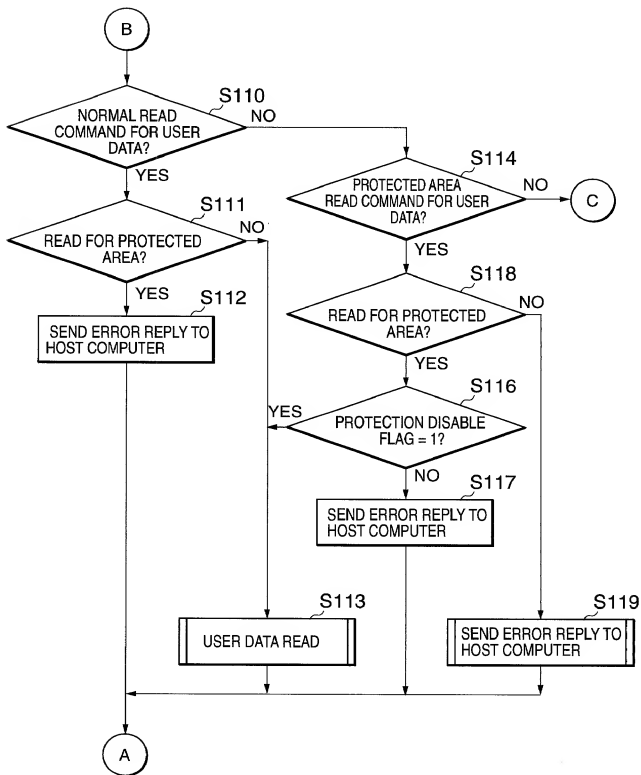 B
S110
NORMAL READ
COMMAND FOR USER
DATA?
NO
YES
S114
PROTECTED AREA
READ COMMAND FOR USER
DATA?
NO
C
YES
S111
READ FOR PROTECTED
AREA?
NO
YES
S118
READ FOR PROTECTED
AREA?
NO
YES
S112
SEND ERROR REPLY TO
HOST COMPUTER
S116
PROTECTION DISABLE
FLAG = 1?
YES
NO
S117
SEND ERROR REPLY TO
HOST COMPUTER
S113
USER DATA READ
S119
SEND ERROR REPLY TO
HOST COMPUTER
A